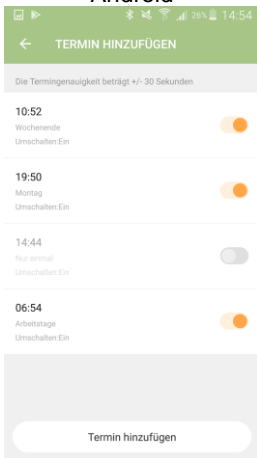 Android
26% 14:54
TERMIN HINZUFÜGEN
Die Termingenauigkeit beträgt +/- 30 Sekunden
10:52
Wochenende
Umschalten:Ein
19:50
Montag
Umschalten:Ein
14:44
Nur einmal
Umschalten:Ein
06:54
Arbeitstage
Umschalten:Ein
Termin hinzufügen